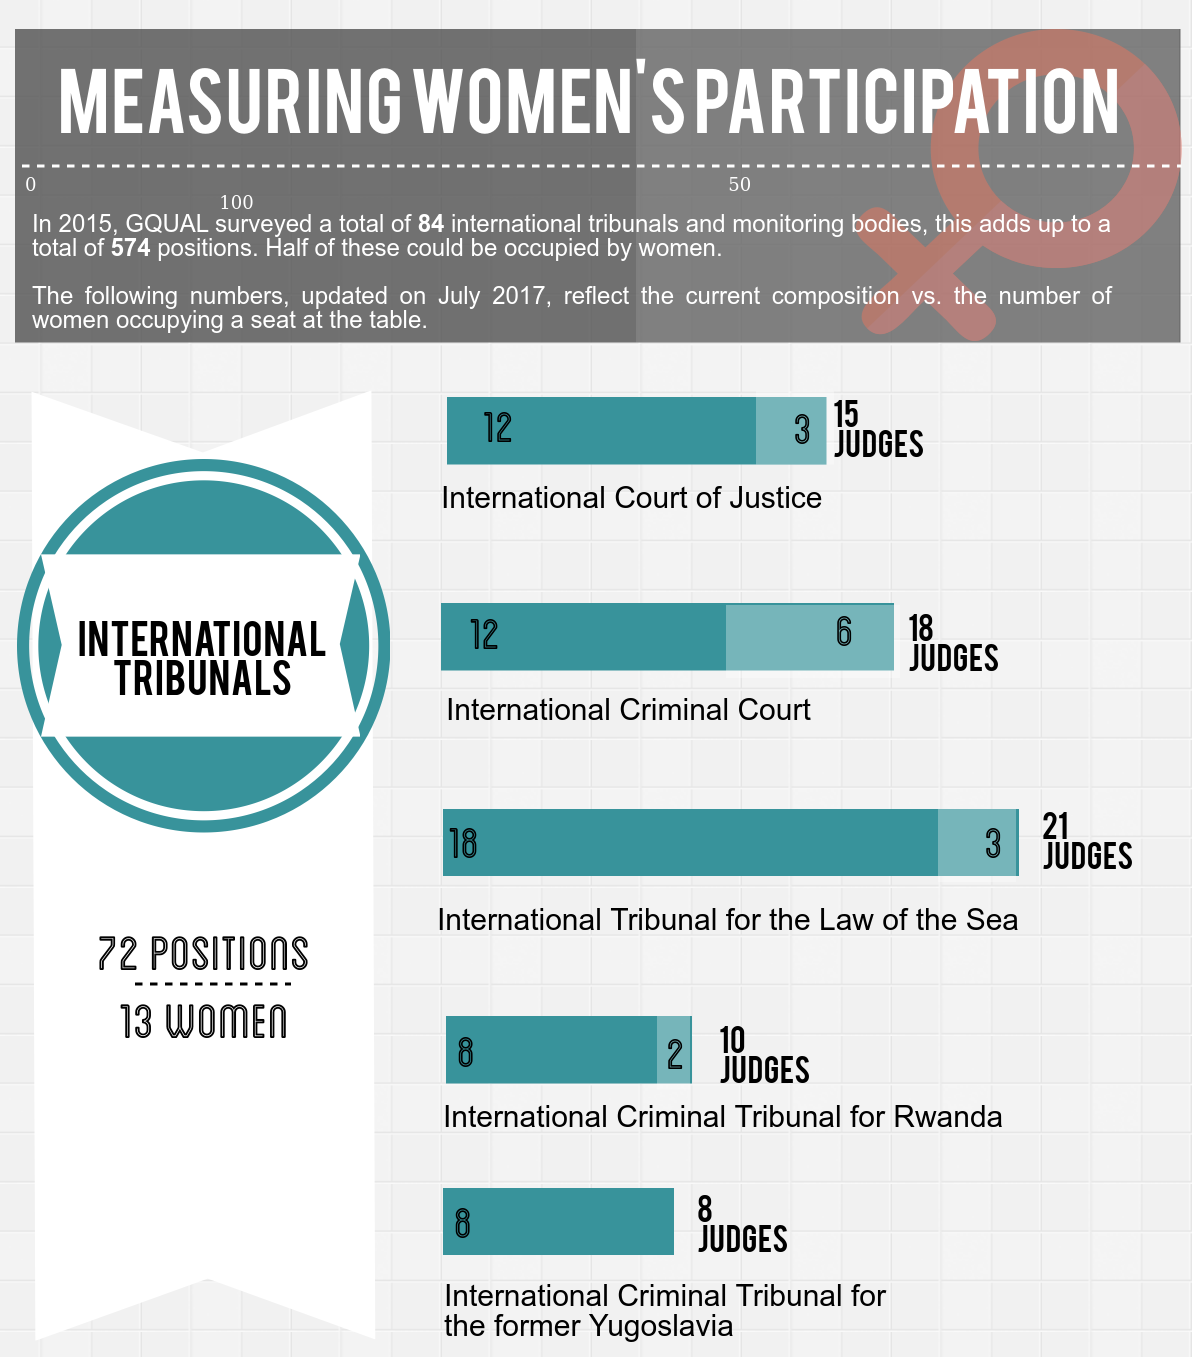 MEASURING WOMEN'S PARTICIPATION
0
50
100
In 2015, GQUAL surveyed a total of 84 international tribunals and monitoring bodies, this adds up to a
total of 574 positions. Half of these could be occupied by women.
The following numbers, updated on July 2017, reflect the current composition vs. the number of
women occupying a seat at the table.
INTERNATIONAL
TRIBUNALS
72 POSITIONS
13 WOMEN
12
3
15
JUDGES
International Court of Justice
12
6
18
JUDGES
International Criminal Court
18
3
21
JUDGES
International Tribunal for the Law of the Sea
8
2
10
JUDGES
International Criminal Tribunal for Rwanda
8
8
JUDGES
International Criminal Tribunal for
the former Yugoslavia